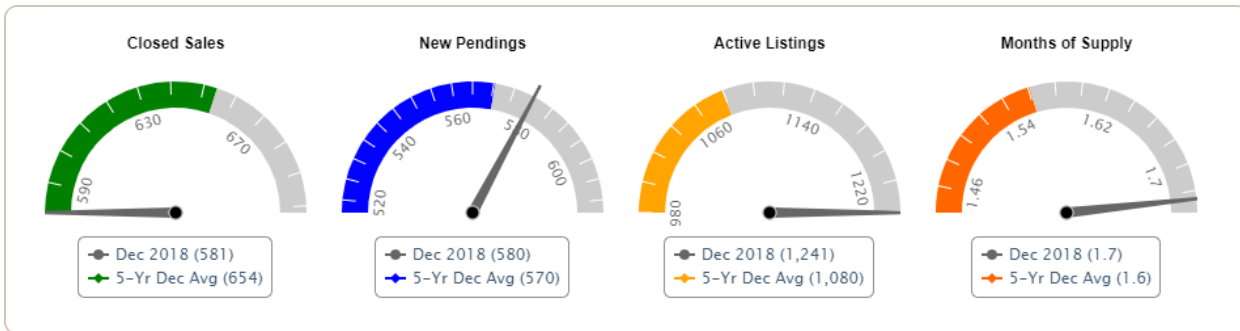 Closed Sales
590
630
670
Dec 2018 (581)
5-Yr Dec Avg (654)
New Pendings
520
540
560
580
600
Dec 2018 (580)
5-Yr Dec Avg (570)
Active Listings
980
1060
1140
1220
Dec 2018 (1,241)
5-Yr Dec Avg (1,080)
Months of Supply
1.46
1.54
1.62
1.7
Dec 2018 (1.7)
5-Yr Dec Avg (1.6)